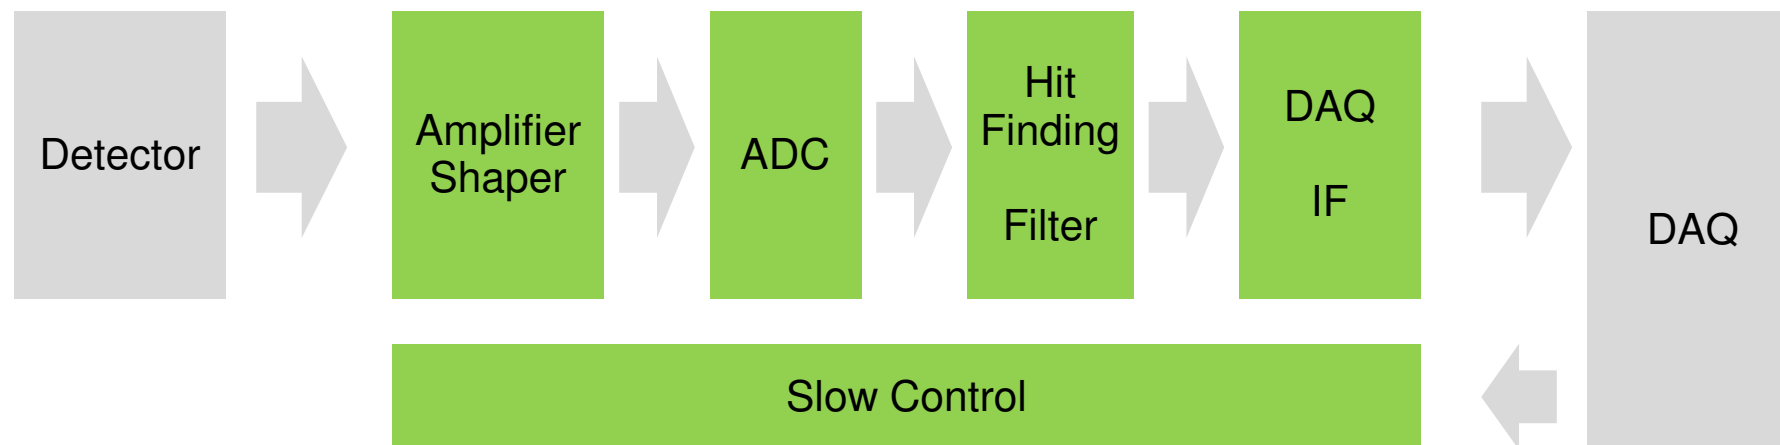 Detector
Amplifier
Shaper
ADC
Hit
Finding
Filter
DAQ
IF
DAQ
Slow Control